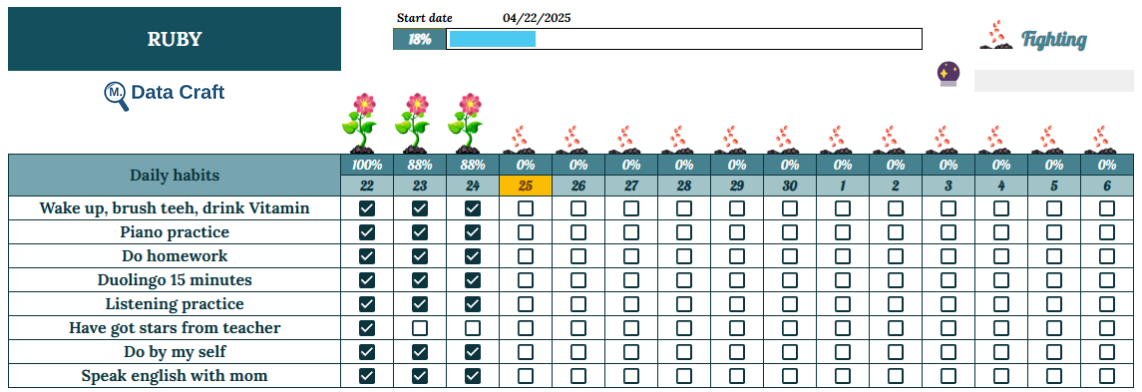 RUBY
Start date 04/22/2025
18%
Fighting
M. Data Craft
100% 88% 88% 0% 0% 0% 0% 0% 0% 0% 0% 0% 0% 0% 0%
Daily habits
22 23 24 25 26 27 28 29 30 1 2 3 4 5 6
Wake up, brush teeh, drink Vitamin
Piano practice
Do homework
Duolingo 15 minutes
Listening practice
Have got stars from teacher
Do by my self
Speak english with mom